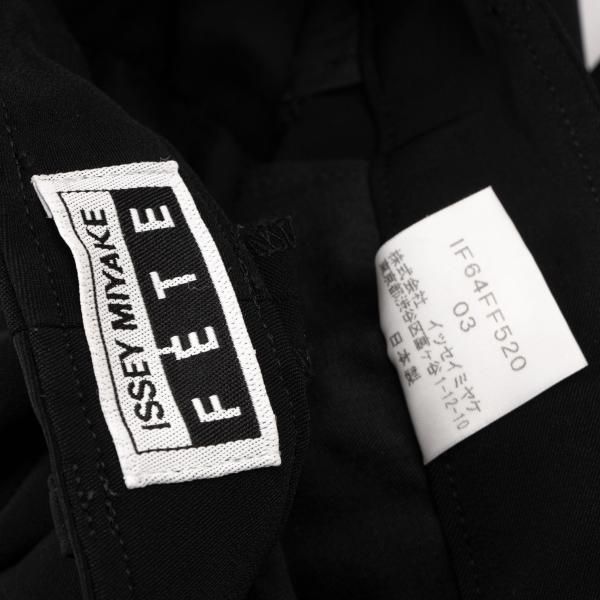 ISSEY MIYAKE
FÊTE
IF64FF520
03
株式会社 イッセイミヤケ
東京都渋谷区富ヶ谷1-12-10
日本製